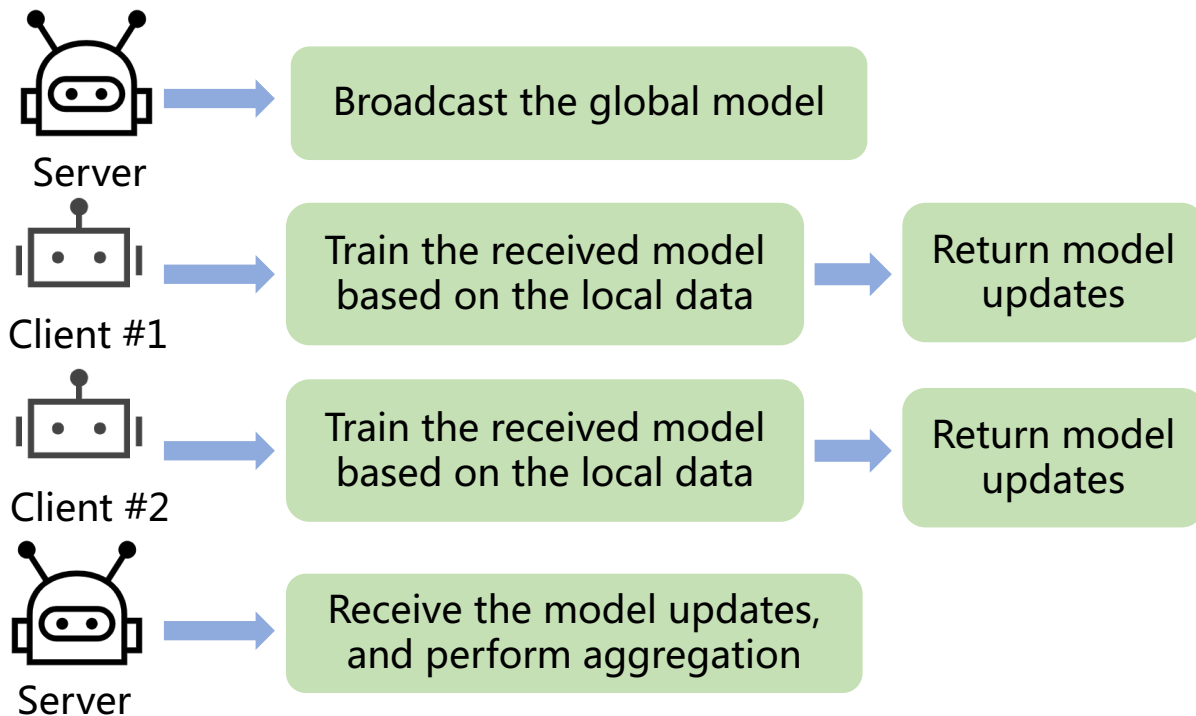 Broadcast the global model
Server
Train the received model
based on the local data
Return model
updates
Client #1
Train the received model
based on the local data
Return model
updates
Client #2
Receive the model updates,
and perform aggregation
Server